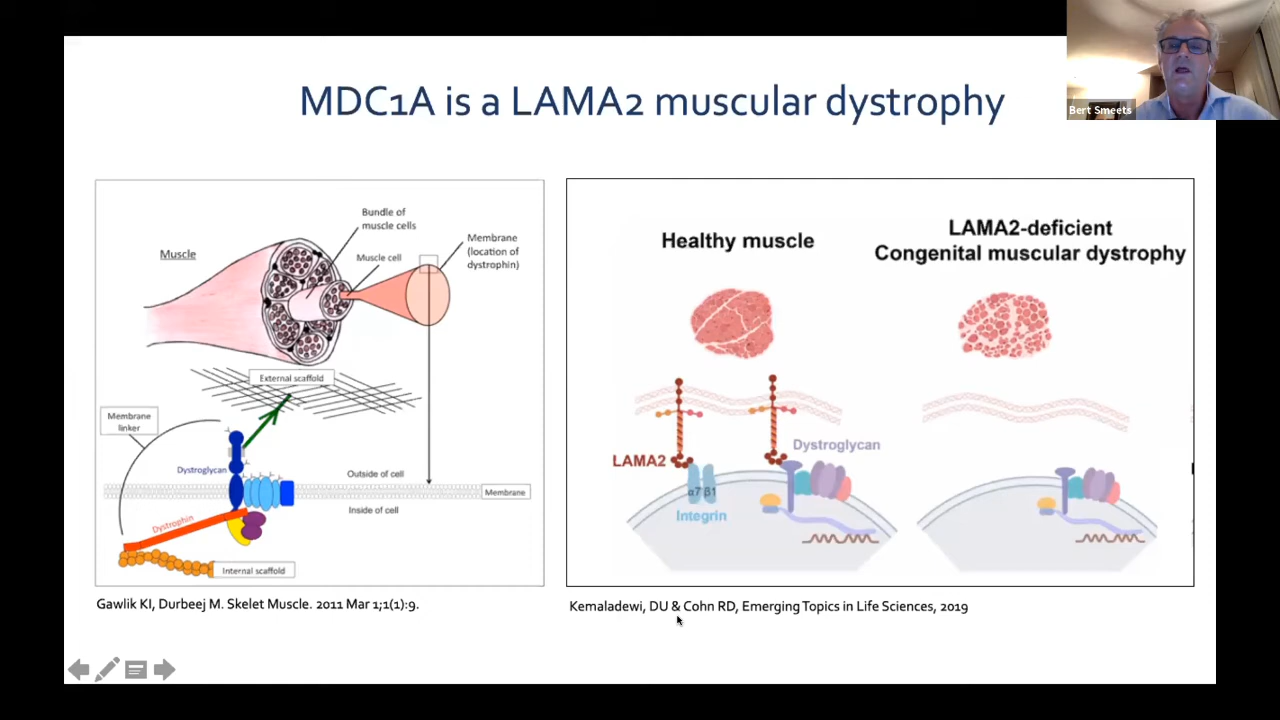 MDC1A is a LAMA2 muscular dystrophy
Bert Smeets
Muscle
Bundle of
muscle cells
Muscle cell
Membrane
(location of
dystrophin)
External scaffold
Membrane
linker
Dystroglycan
Outside of cell
Membrane
Inside of cell
Dystrophin
Internal scaffold
Gawlik KI, Durbeej M. Skelet Muscle. 2011 Mar 1;1(1):9.
Healthy muscle
LAMA2-deficient
Congenital muscular dystrophy
LAMA2
Dystroglycan
α7 β1
Integrin
Kemaladewi, DU & Cohn RD, Emerging Topics in Life Sciences, 2019